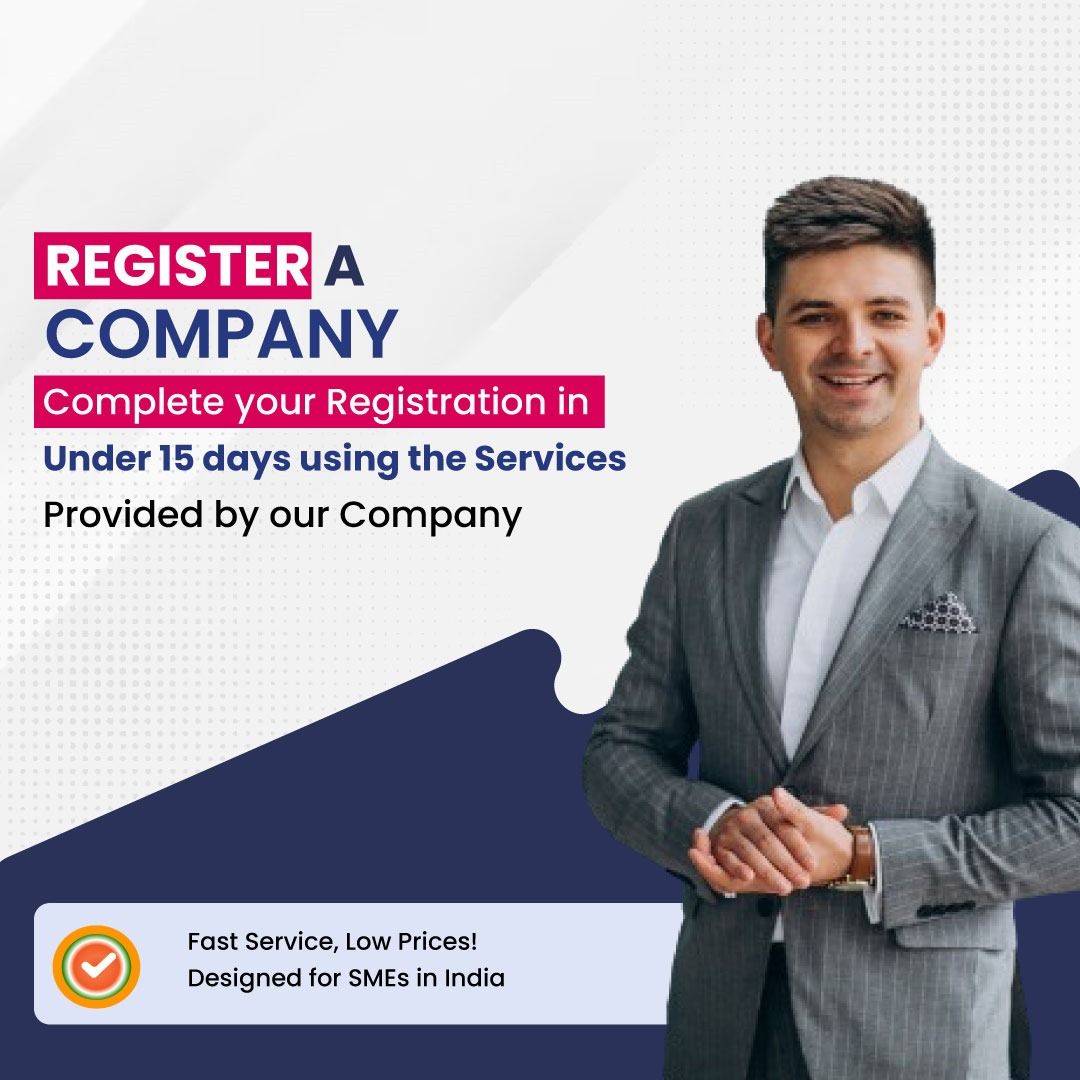 REGISTER A
COMPANY
Complete your Registration in
Under 15 days using the Services
Provided by our Company
Fast Service, Low Prices!
Designed for SMEs in India